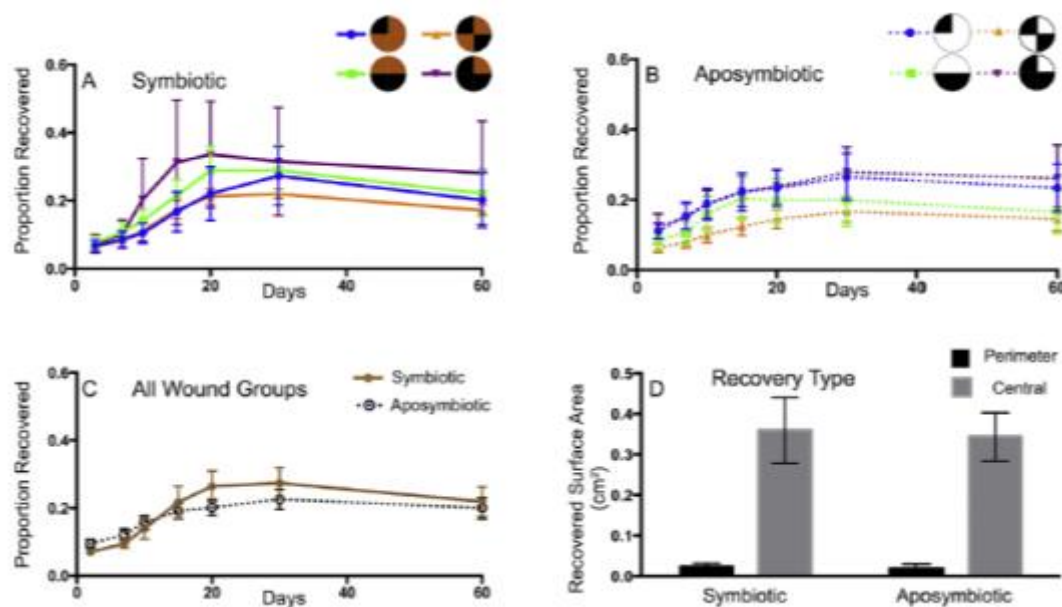 A Symbiotic
Proportion Recovered
0.6
0.4
0.2
0.0
0 20 40 60
Days
B Aposymbiotic
Proportion Recovered
0.6
0.4
0.2
0.0
0 20 40 60
Days
C All Wound Groups
Symbiotic
Aposymbiotic
Proportion Recovered
0.6
0.4
0.2
0.0
0 20 40 60
Days
D Recovery Type
Perimeter
Central
Recovered Surface Area
(cm²)
0.5
0.4
0.3
0.2
0.1
0.0
Symbiotic Aposymbiotic